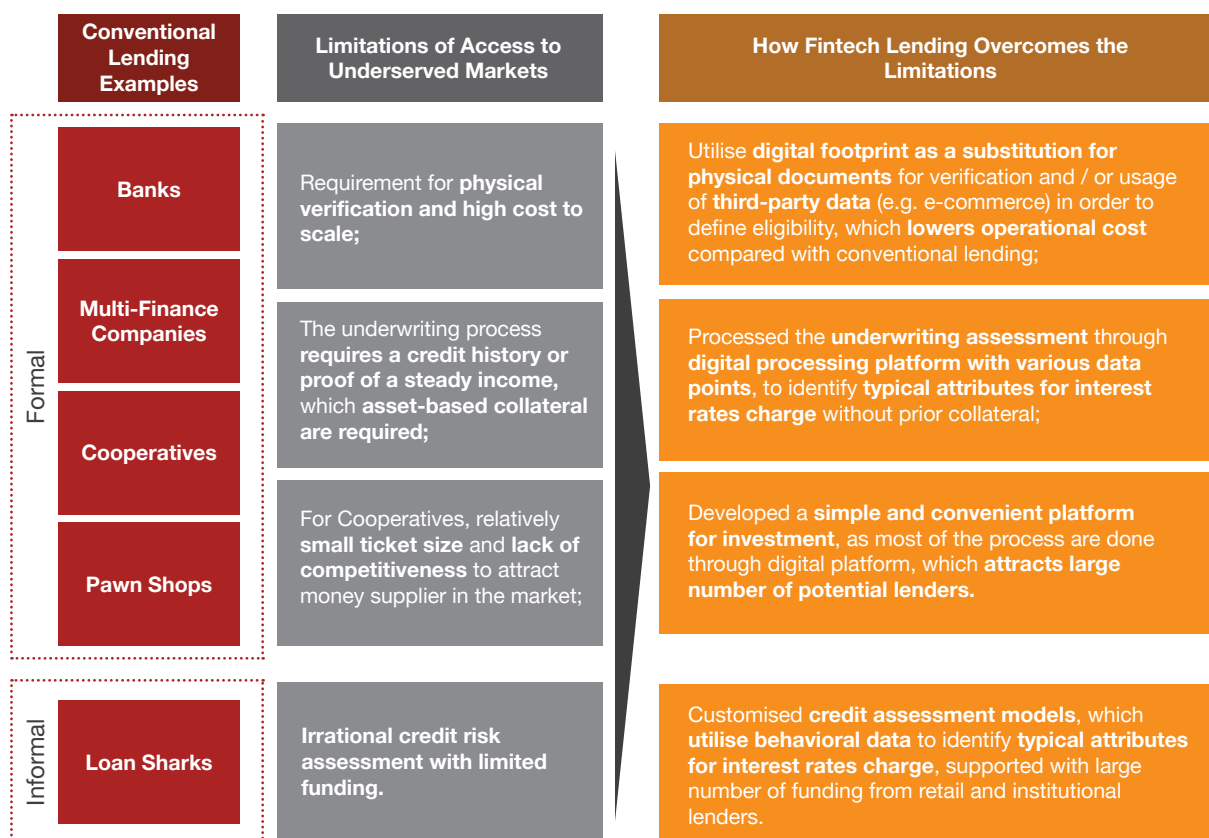 Conventional
Lending
Examples
Limitations of Access to
Underserved Markets
How Fintech Lending Overcomes the
Limitations
Formal
Banks
Multi-Finance
Companies
Cooperatives
Pawn Shops
Requirement for physical
verification and high cost to
scale;
The underwriting process
requires a credit history or
proof of a steady income,
which asset-based collateral
are required;
For Cooperatives, relatively
small ticket size and lack of
competitiveness to attract
money supplier in the market;
Utilise digital footprint as a substitution for
physical documents for verification and / or usage
of third-party data (e.g. e-commerce) in order to
define eligibility, which lowers operational cost
compared with conventional lending;
Processed the underwriting assessment through
digital processing platform with various data
points, to identify typical attributes for interest
rates charge without prior collateral;
Developed a simple and convenient platform
for investment, as most of the process are done
through digital platform, which attracts large
number of potential lenders.
Informal
Loan Sharks
Irrational credit risk
assessment with limited
funding.
Customised credit assessment models, which
utilise behavioral data to identify typical attributes
for interest rates charge, supported with large
number of funding from retail and institutional
lenders.